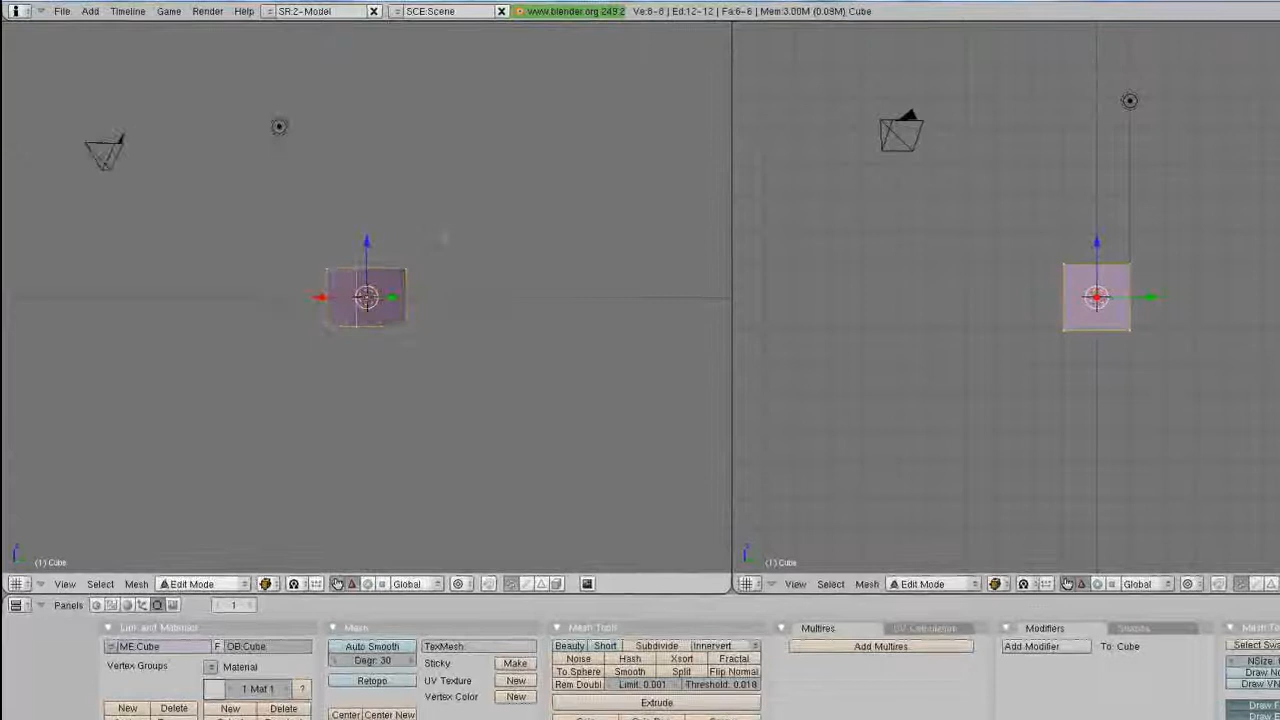 File Add Timeline Game Render Help SR:2-Model SCE:Scene www.blender.org 249.2 Ve:8-8 | Ed:12-12 | Fa:6-6 | Mem:3.00M (0.09M) Cube
(1) Cube (1) Cube
View Select Mesh Edit Mode Global View Select Mesh Edit Mode Global
Panels 1
Link and Materials Mesh Mesh Tools Multires Modifiers Shapes
ME:Cube F OB:Cube Auto Smooth TexMesh Beauty Short Subdivide Innervert Add Multires Add Modifier To: Cube
Vertex Groups Material Degr: 30 Sticky Make Noise Hash Xsort Fractal
Retopo UV Texture New To Sphere Smooth Split Flip Normal
1 Mat 1 ? Vertex Color New Rem Doubl Limit: 0.001 Threshold: 0.018
New Delete New Delete Center Center New Extrude